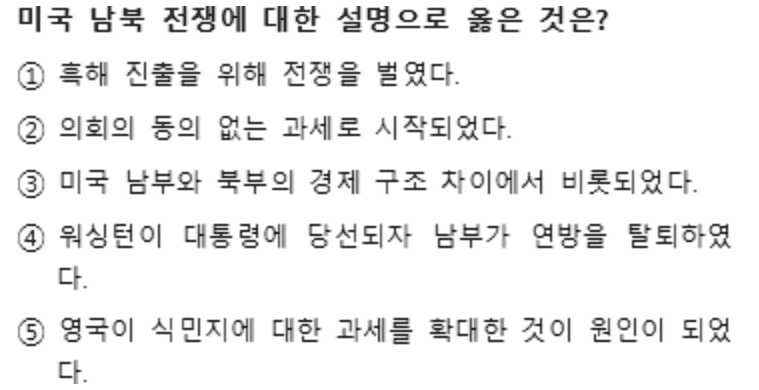 미국 남북 전쟁에 대한 설명으로 옳은 것은?
① 흑해 진출을 위해 전쟁을 벌였다.
② 의회의 동의 없는 과세로 시작되었다.
③ 미국 남부와 북부의 경제 구조 차이에서 비롯되었다.
④ 워싱턴이 대통령에 당선되자 남부가 연방을 탈퇴하였
다.
⑤ 영국이 식민지에 대한 과세를 확대한 것이 원인이 되었
다.